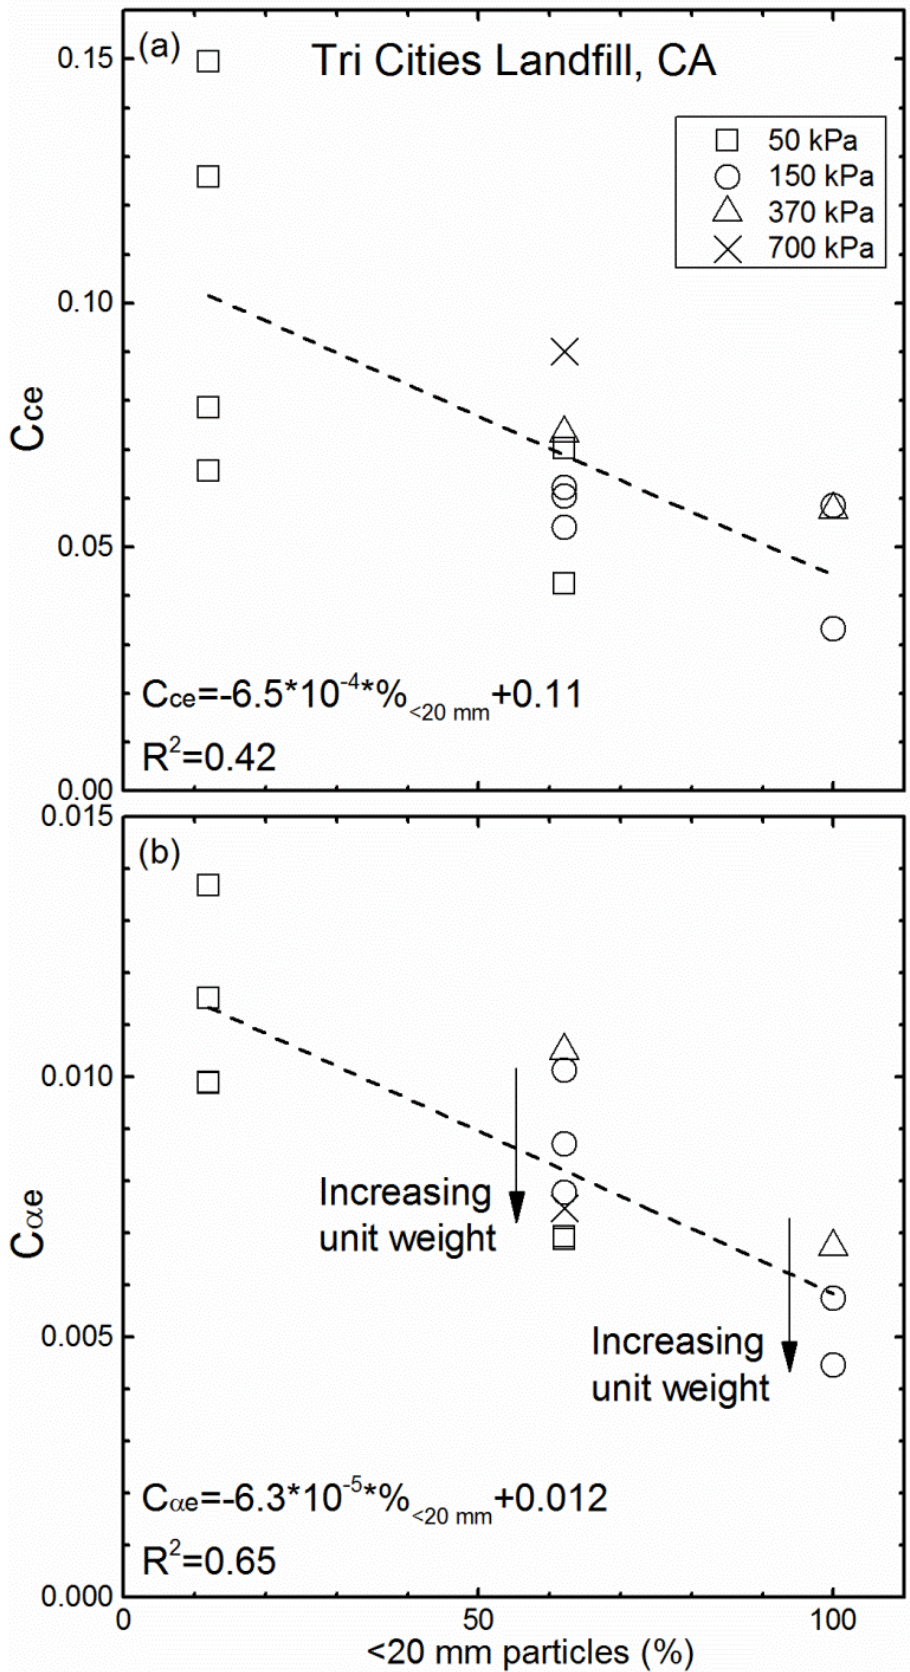 (a)
Tri Cities Landfill, CA
50 kPa
150 kPa
370 kPa
700 kPa
0.15
0.10
0.05
0.00
Cce
Cce=-6.5*10-4*%<20 mm+0.11
R2=0.42
(b)
0.015
0.010
0.005
0.000
Cαe
Increasing
unit weight
Increasing
unit weight
Cαe=-6.3*10-5*%<20 mm+0.012
R2=0.65
0
50
100
<20 mm particles (%)